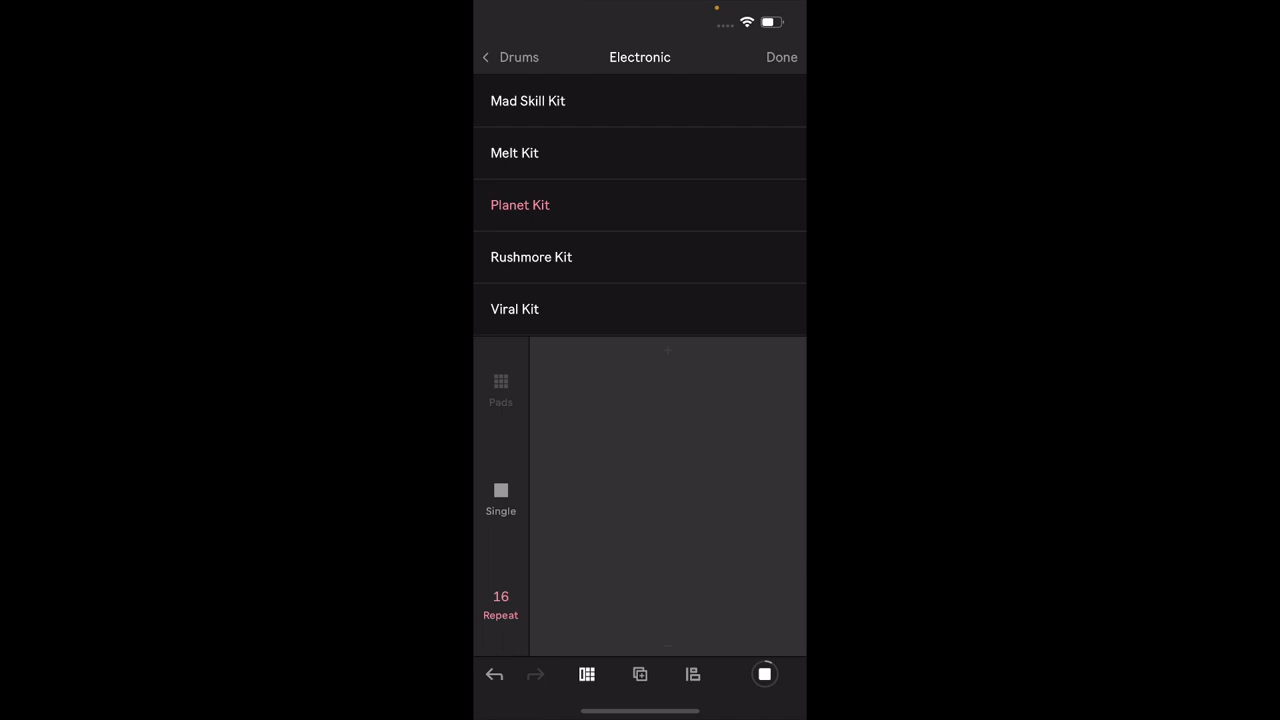 Drums
Electronic
Done
Mad Skill Kit
Melt Kit
Planet Kit
Rushmore Kit
Viral Kit
Pads
Single
16
Repeat